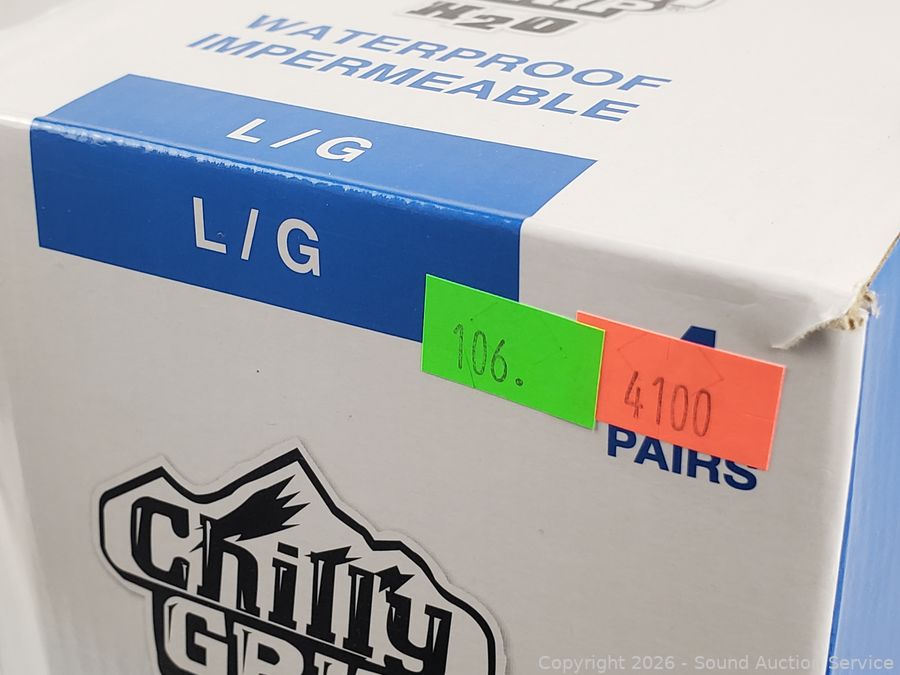 H2O
WATERPROOF
IMPERMEABLE
L/G
L/G
106.
4100
PAIRS
Chilly
Copyright 2026 - Sound Auction Service